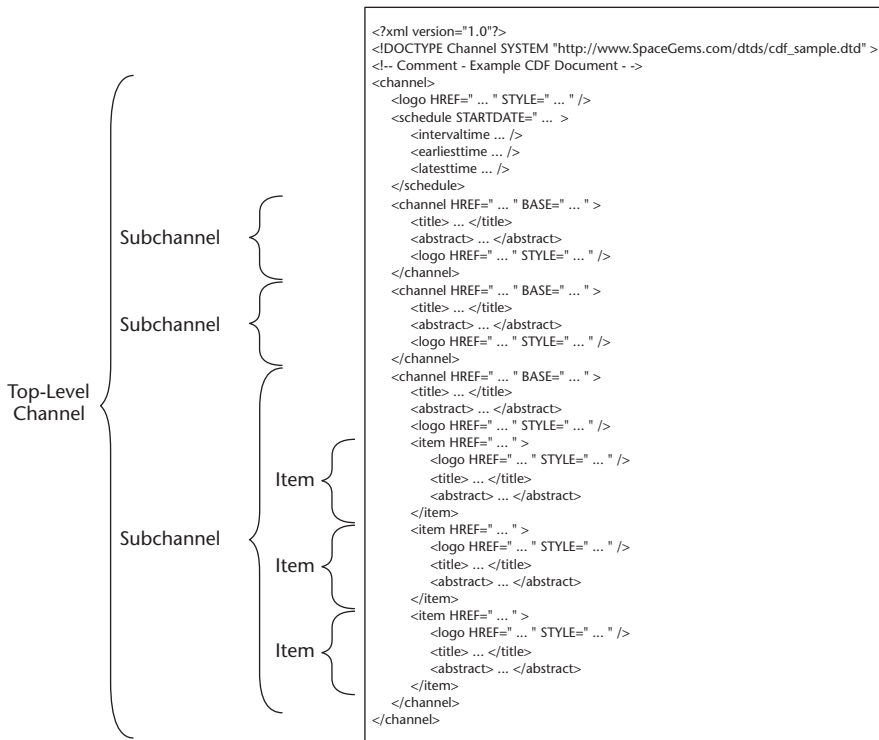 <?xml version="1.0"?>
<!DOCTYPE Channel SYSTEM "http://www.SpaceGems.com/dtds/cdf_sample.dtd" >
<!-- Comment - Example CDF Document - ->
<channel>
<logo HREF=" ... " STYLE=" ... " />
<schedule STARTDATE=" ... >
<intervaltime ... />
<earliesttime ... />
<latesttime ... />
</schedule>
<channel HREF=" ... " BASE=" ... " >
<title> ... </title>
<abstract> ... </abstract>
<logo HREF=" ... " STYLE=" ... " />
</channel>
<channel HREF=" ... " BASE=" ... " >
<title> ... </title>
<abstract> ... </abstract>
<logo HREF=" ... " STYLE=" ... " />
</channel>
<channel HREF=" ... " BASE=" ... " >
<title> ... </title>
<abstract> ... </abstract>
<logo HREF=" ... " STYLE=" ... " />
<item HREF=" ... " >
<logo HREF=" ... " STYLE=" ... " />
<title> ... </title>
<abstract> ... </abstract>
</item>
<item HREF=" ... " >
<logo HREF=" ... " STYLE=" ... " />
<title> ... </title>
<abstract> ... </abstract>
</item>
<item HREF=" ... " >
<logo HREF=" ... " STYLE=" ... " />
<title> ... </title>
<abstract> ... </abstract>
</item>
</channel>
</channel>
Top-Level
Channel
Subchannel
Subchannel
Subchannel
Item
Item
Item